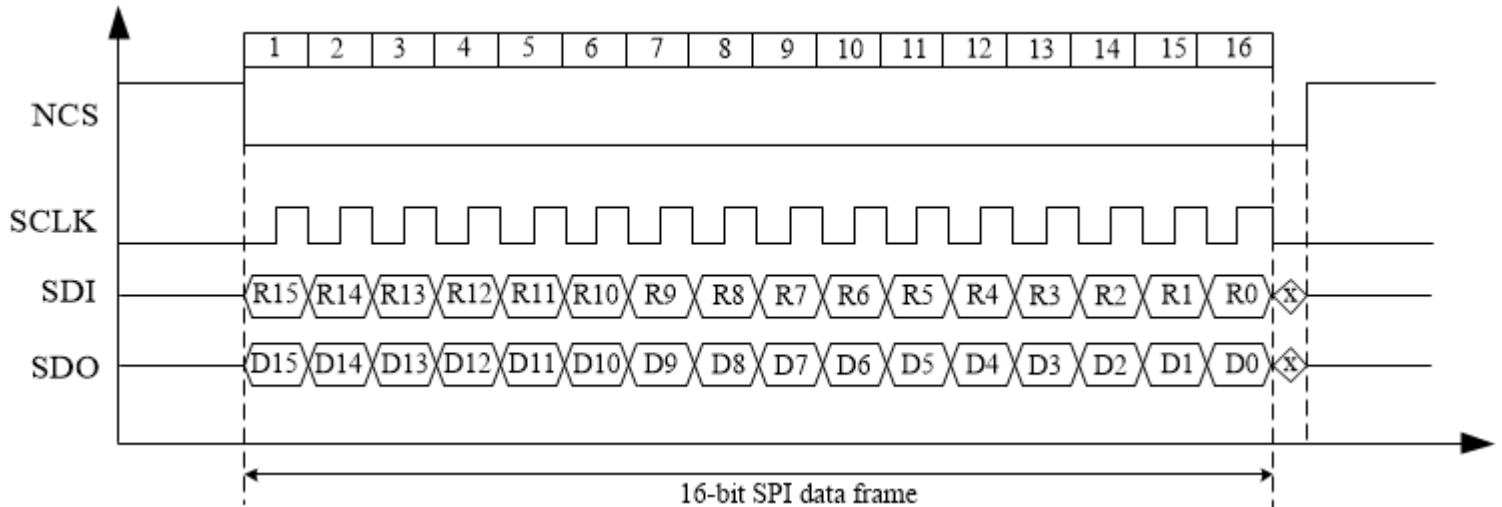 1 2 3 4 5 6 7 8 9 10 11 12 13 14 15 16
NCS
SCLK
SDI R15 R14 R13 R12 R11 R10 R9 R8 R7 R6 R5 R4 R3 R2 R1 R0 x
SDO D15 D14 D13 D12 D11 D10 D9 D8 D7 D6 D5 D4 D3 D2 D1 D0 x
16-bit SPI data frame